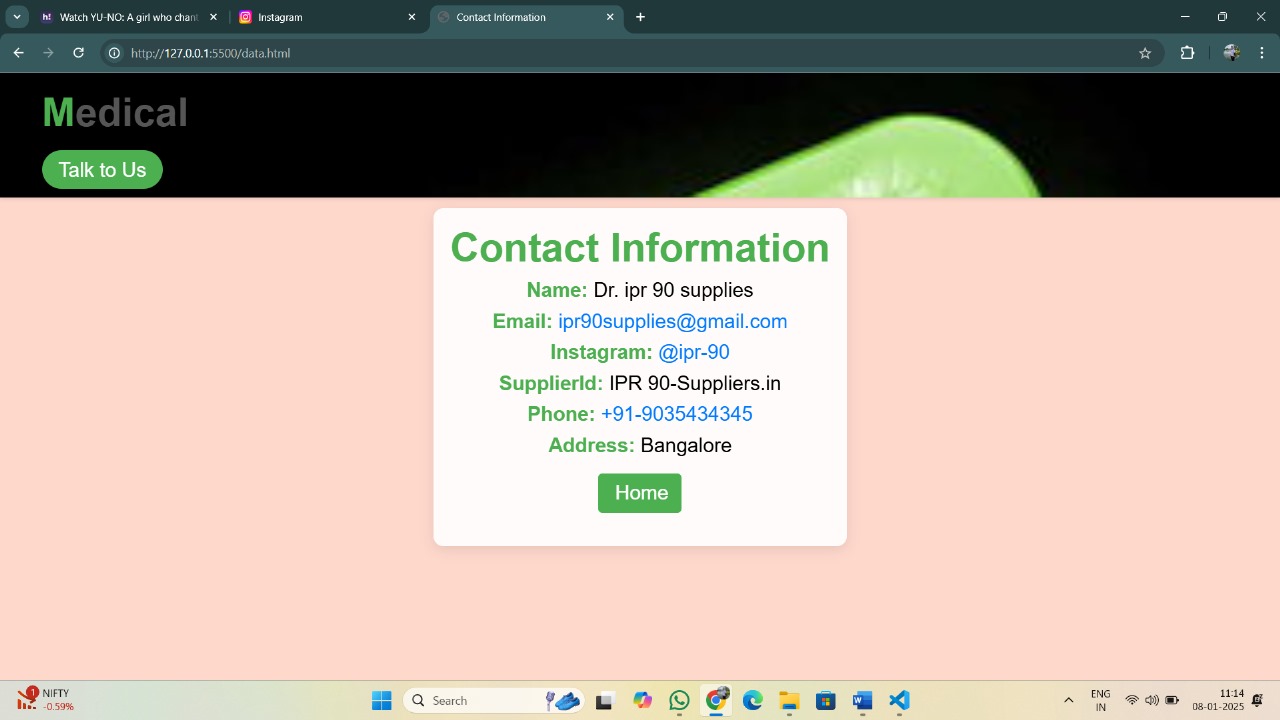 Watch YU-NO: A girl who chant
Instagram
Contact Information
http://127.0.0.1:5500/data.html
Medical
Talk to Us
Contact Information
Name: Dr. ipr 90 supplies
Email: ipr90supplies@gmail.com
Instagram: @ipr-90
SupplierId: IPR 90-Suppliers.in
Phone: +91-9035434345
Address: Bangalore
Home
1
NIFTY
-0.59%
Search
ENG
IN
11:14
08-01-2025